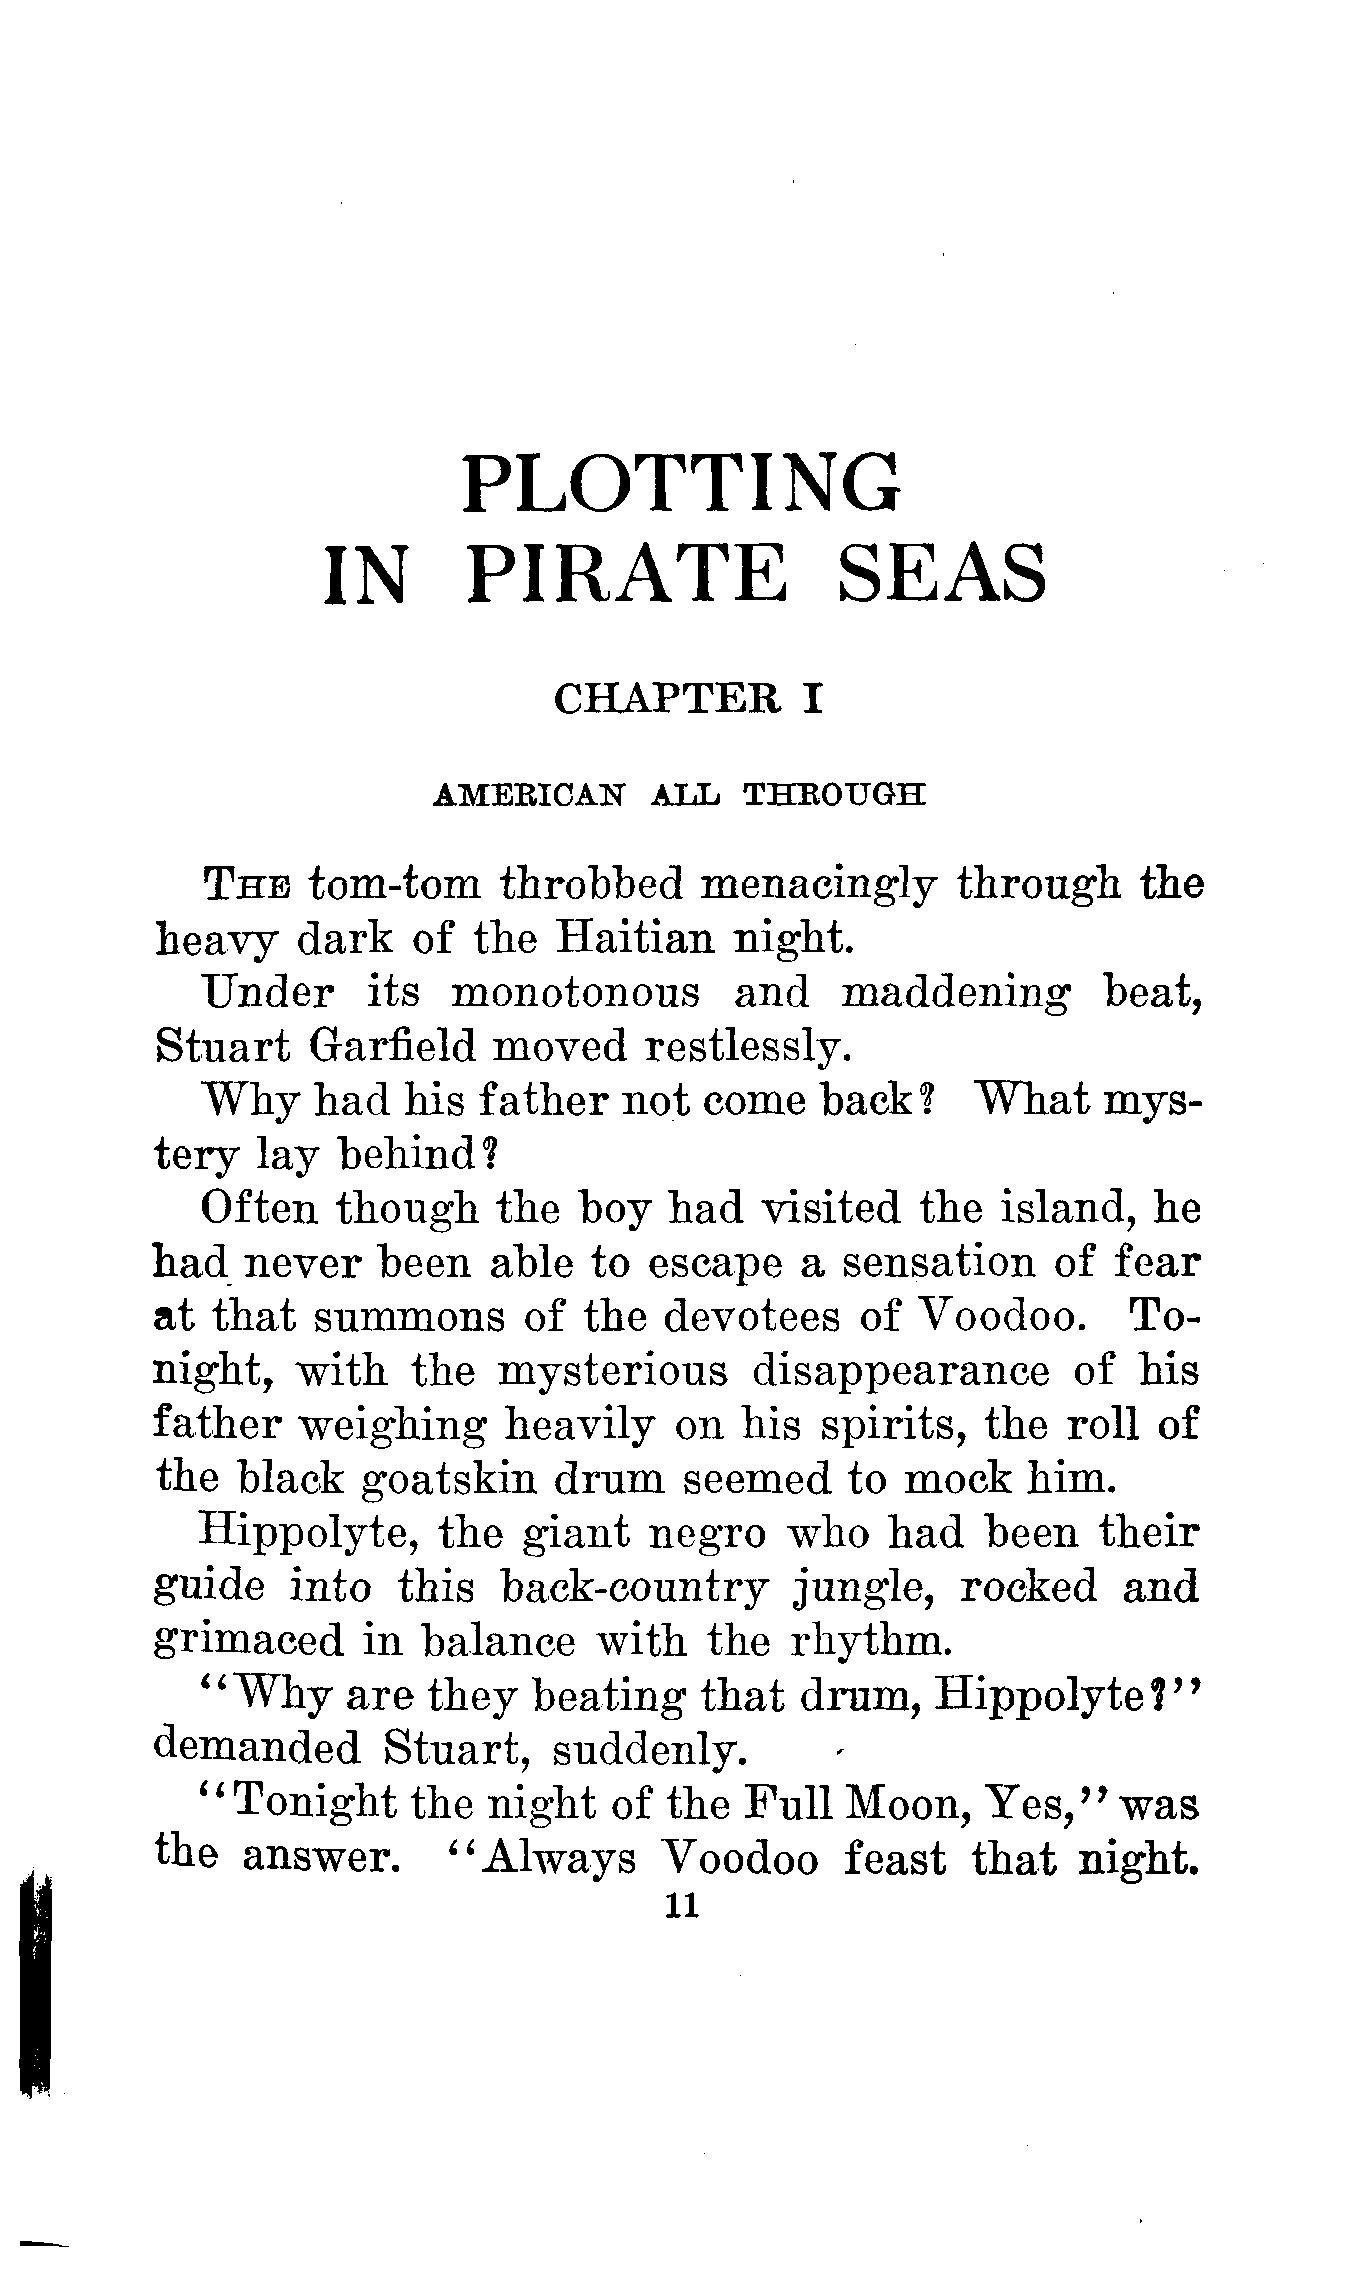 PLOTTING
IN PIRATE SEAS
CHAPTER I
AMERICAN ALL THROUGH
THE tom-tom throbbed menacingly through the
heavy dark of the Haitian night.
Under its monotonous and maddening beat,
Stuart Garfield moved restlessly.
Why had his father not come back? What mys-
tery lay behind?
Often though the boy had visited the island, he
had never been able to escape a sensation of fear
at that summons of the devotees of Voodoo. To-
night, with the mysterious disappearance of his
father weighing heavily on his spirits, the roll of
the black goatskin drum seemed to mock him.
Hippolyte, the giant negro who had been their
guide into this back-country jungle, rocked and
grimaced in balance with the rhythm.
“Why are they beating that drum, Hippolyte?”
demanded Stuart, suddenly.
“Tonight the night of the Full Moon, Yes,” was
the answer. “Always Voodoo feast that night.
11